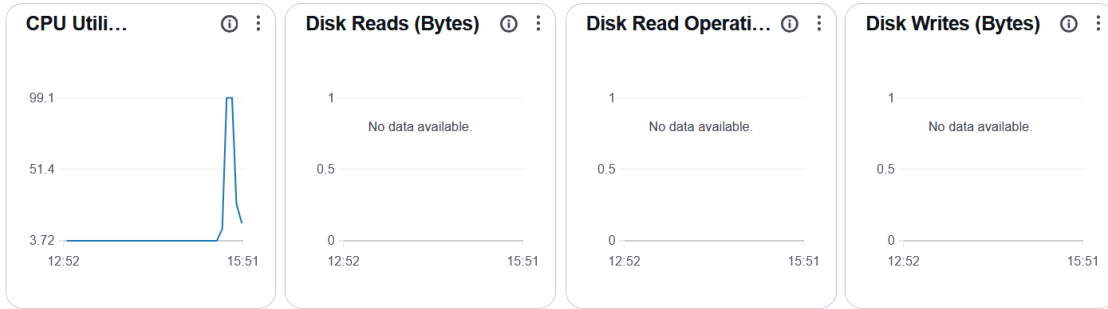 CPU Utili…
99.1
51.4
3.72
12:52 15:51
Disk Reads (Bytes)
1
No data available.
0.5
0
12:52 15:51
Disk Read Operati…
1
No data available.
0.5
0
12:52 15:51
Disk Writes (Bytes)
1
No data available.
0.5
0
12:52 15:51